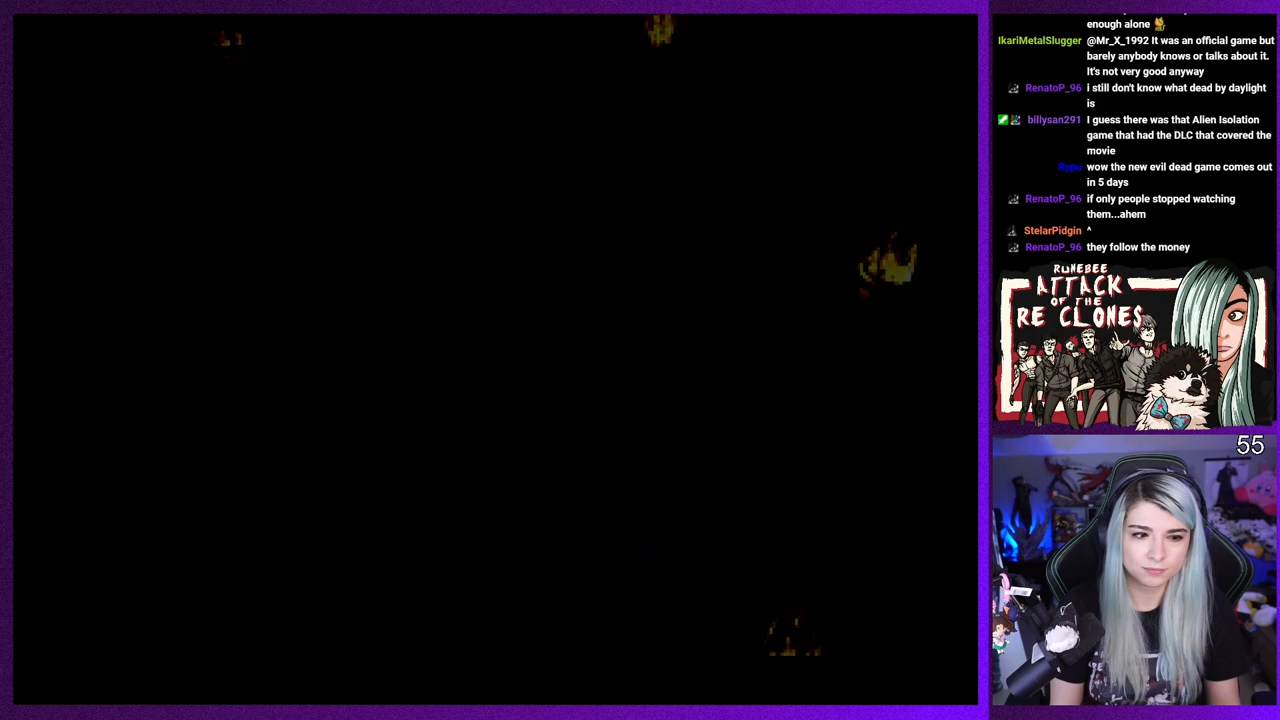 enough alone
IkariMetalSlugger @Mr_X_1992 It was an official game but
barely anybody knows or talks about it.
It's not very good anyway
RenatoP_96 i still don't know what dead by daylight
is
billysan291 I guess there was that Alien Isolation
game that had the DLC that covered the
movie
Rypu wow the new evil dead game comes out
in 5 days
RenatoP_96 if only people stopped watching
them...ahem
StelarPidgin ^
RenatoP_96 they follow the money
RUNEBEE
ATTACK
OF THE
RE CLONES
55